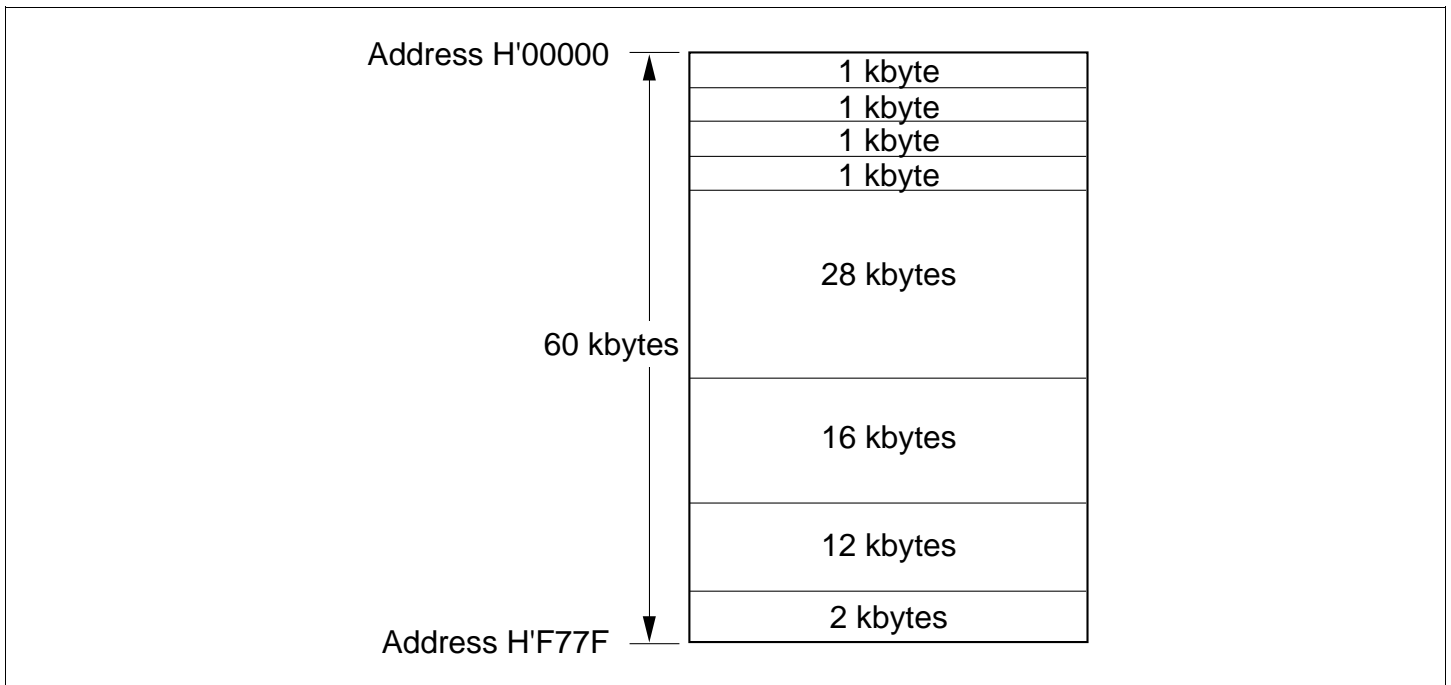 Address H'00000
1 kbyte
1 kbyte
1 kbyte
1 kbyte
28 kbytes
60 kbytes
16 kbytes
12 kbytes
2 kbytes
Address H'F77F